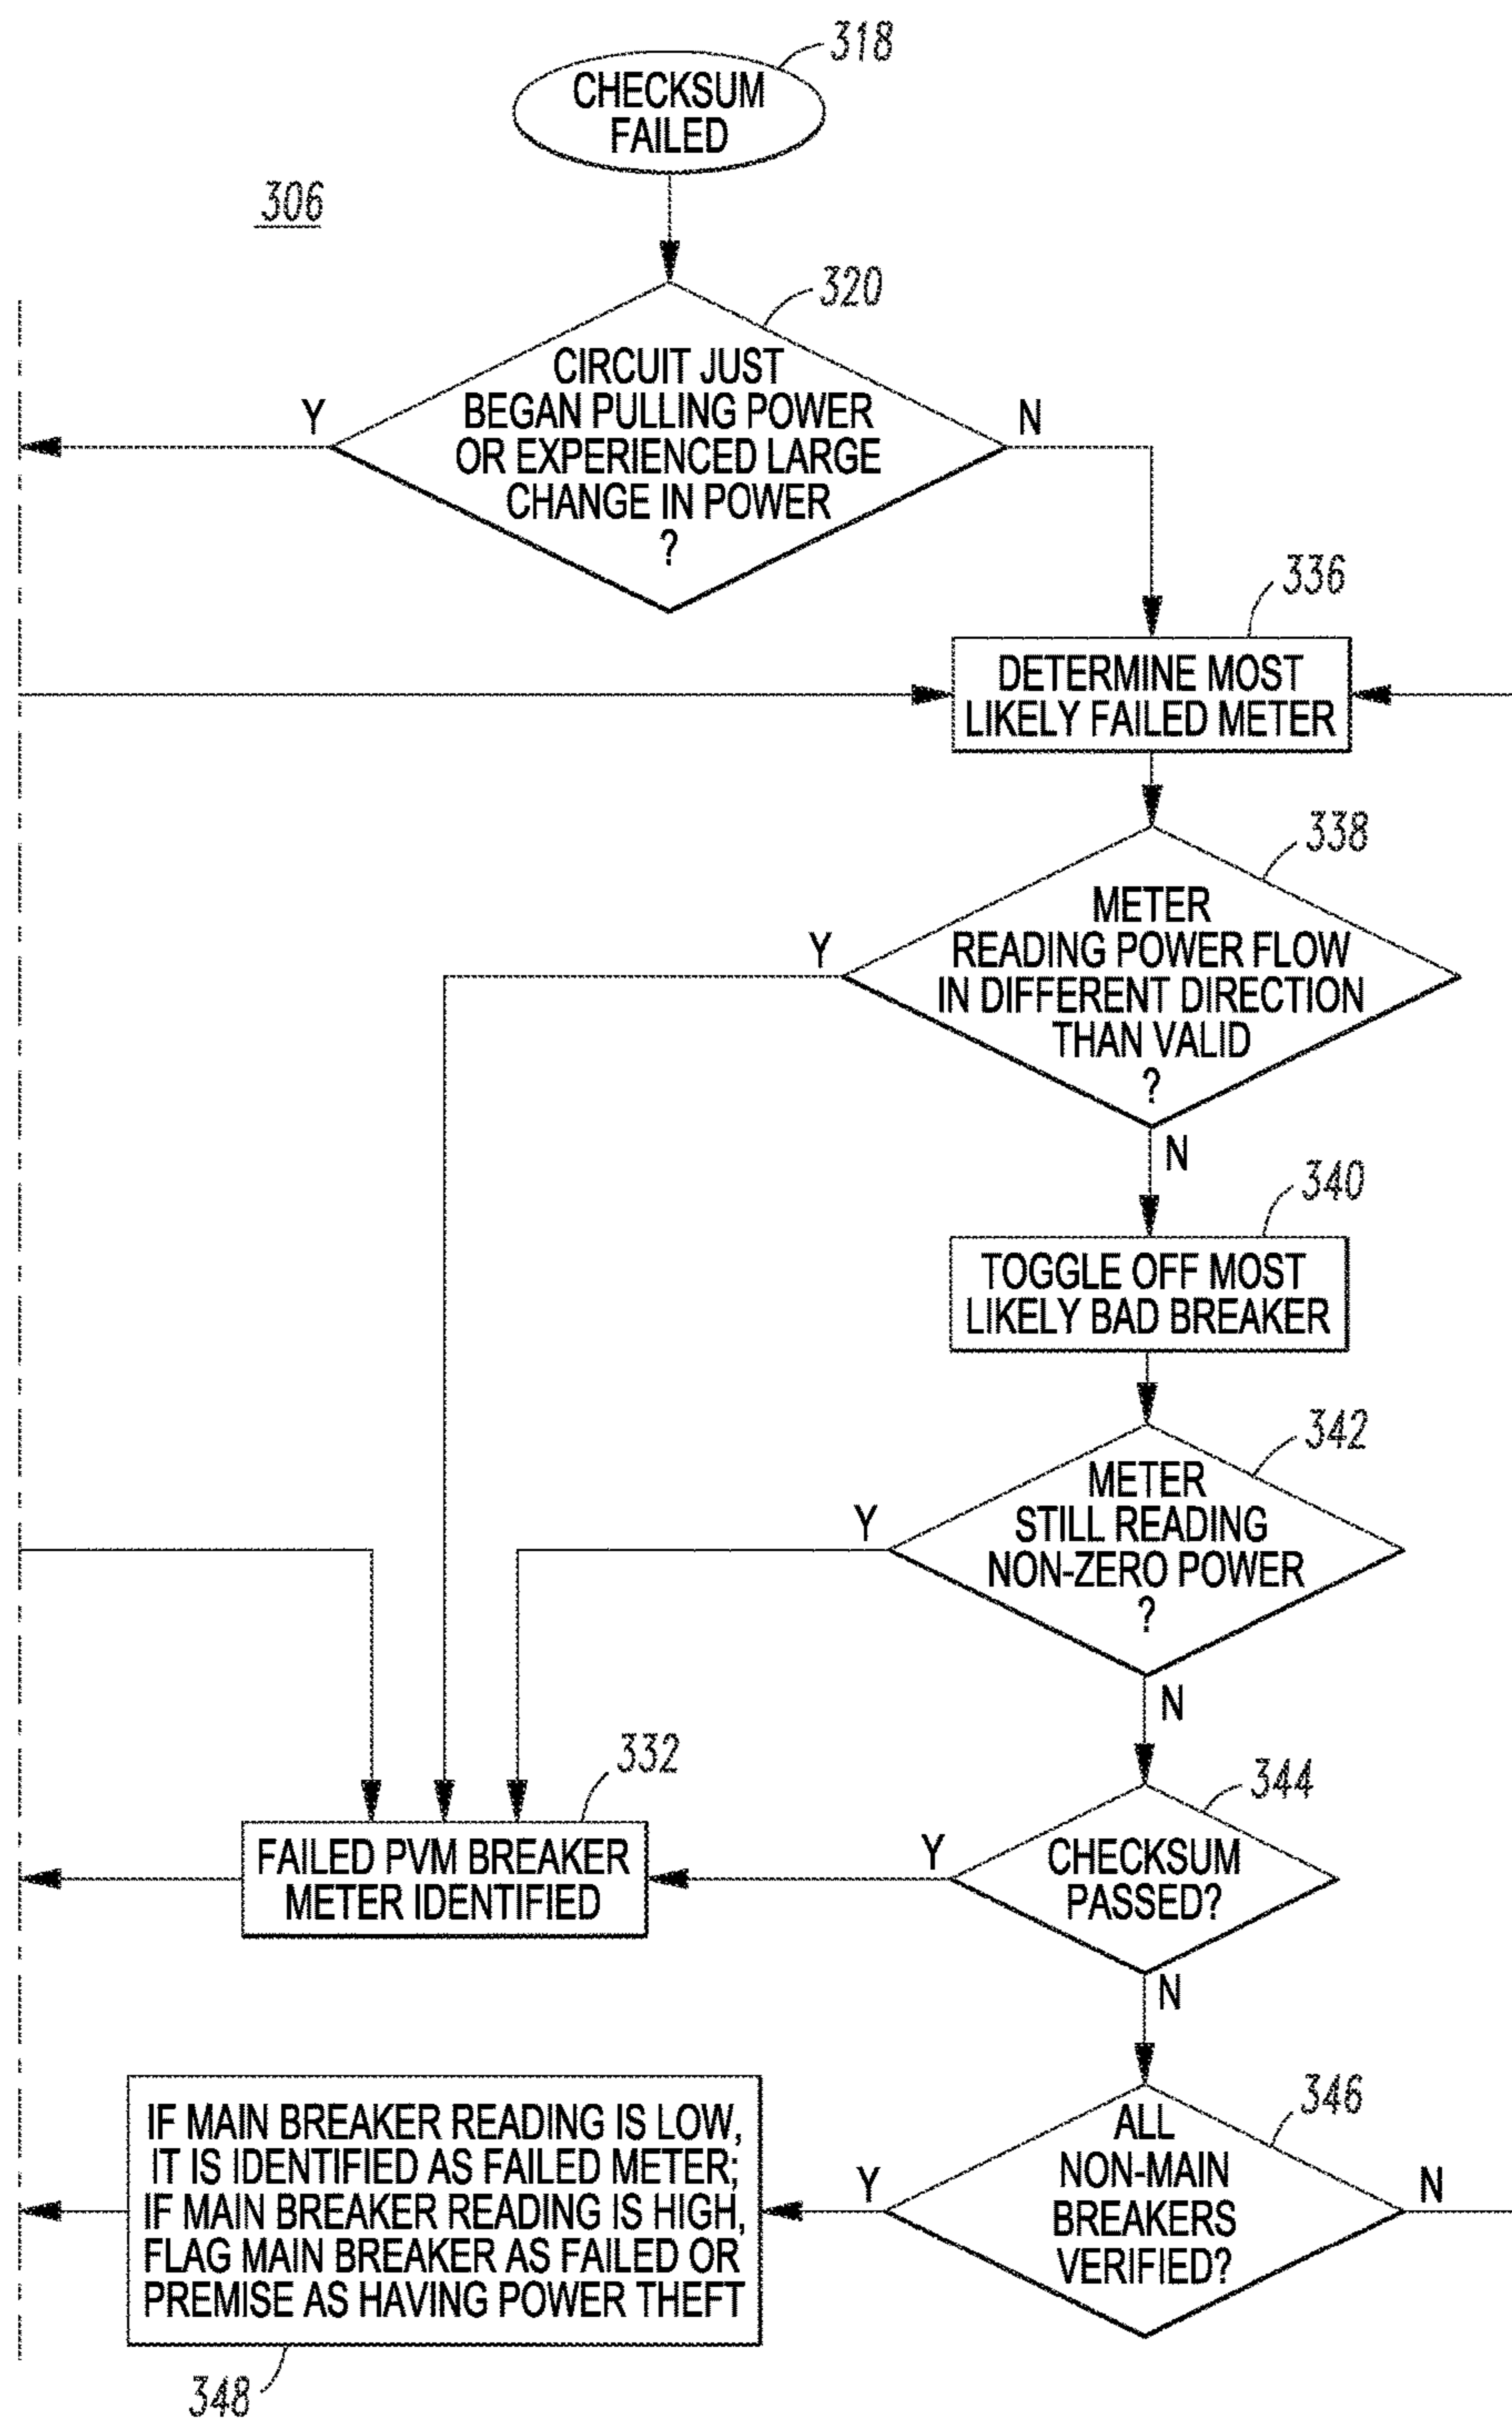 318
CHECKSUM
FAILED
306
320
CIRCUIT JUST
BEGAN PULLING POWER
OR EXPERIENCED LARGE
CHANGE IN POWER
?
Y
N
336
DETERMINE MOST
LIKELY FAILED METER
338
METER
READING POWER FLOW
IN DIFFERENT DIRECTION
THAN VALID
?
Y
N
340
TOGGLE OFF MOST
LIKELY BAD BREAKER
342
METER
STILL READING
NON-ZERO POWER
?
Y
N
332
FAILED PVM BREAKER
METER IDENTIFIED
344
CHECKSUM
PASSED?
Y
N
346
ALL
NON-MAIN
BREAKERS
VERIFIED?
Y
N
IF MAIN BREAKER READING IS LOW,
IT IS IDENTIFIED AS FAILED METER;
IF MAIN BREAKER READING IS HIGH,
FLAG MAIN BREAKER AS FAILED OR
PREMISE AS HAVING POWER THEFT
348